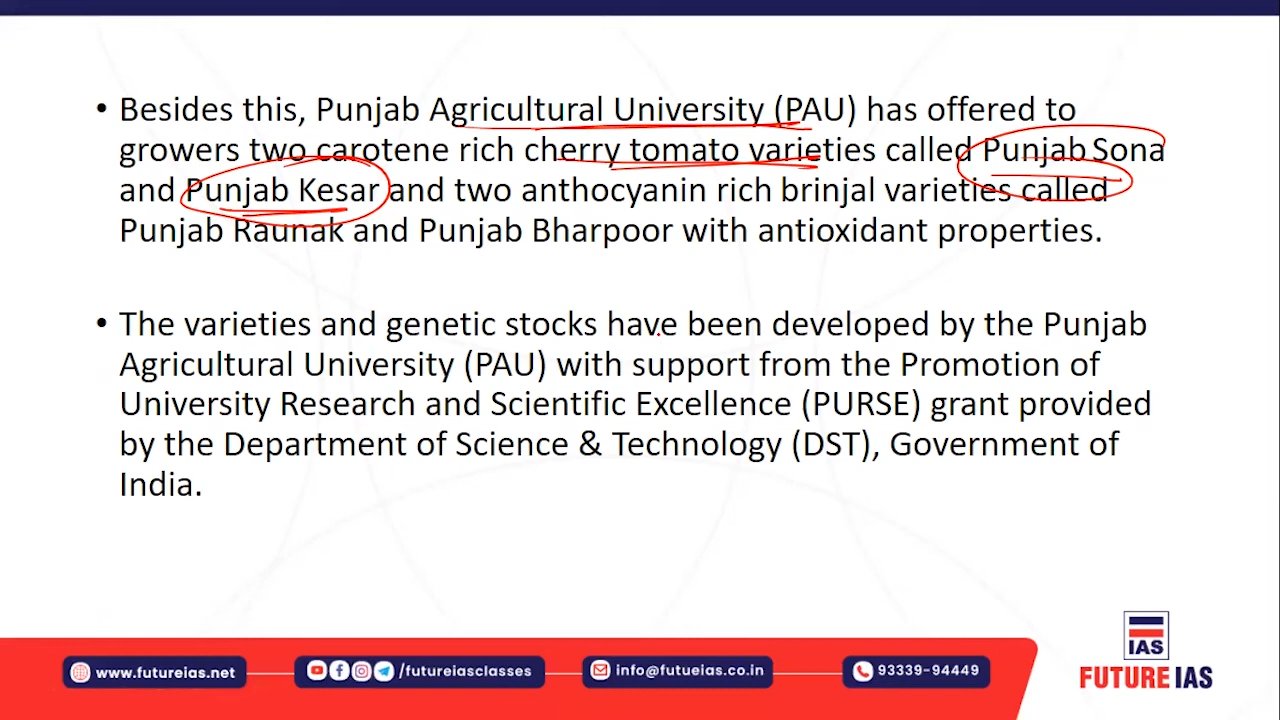 • Besides this, Punjab Agricultural University (PAU) has offered to
growers two carotene rich cherry tomato varieties called Punjab Sona
and Punjab Kesar and two anthocyanin rich brinjal varieties called
Punjab Raunak and Punjab Bharpoor with antioxidant properties.
• The varieties and genetic stocks have been developed by the Punjab
Agricultural University (PAU) with support from the Promotion of
University Research and Scientific Excellence (PURSE) grant provided
by the Department of Science & Technology (DST), Government of
India.
IAS
FUTURE IAS
www.futureias.net
/futureiasclasses
info@futueias.co.in
93339-94449